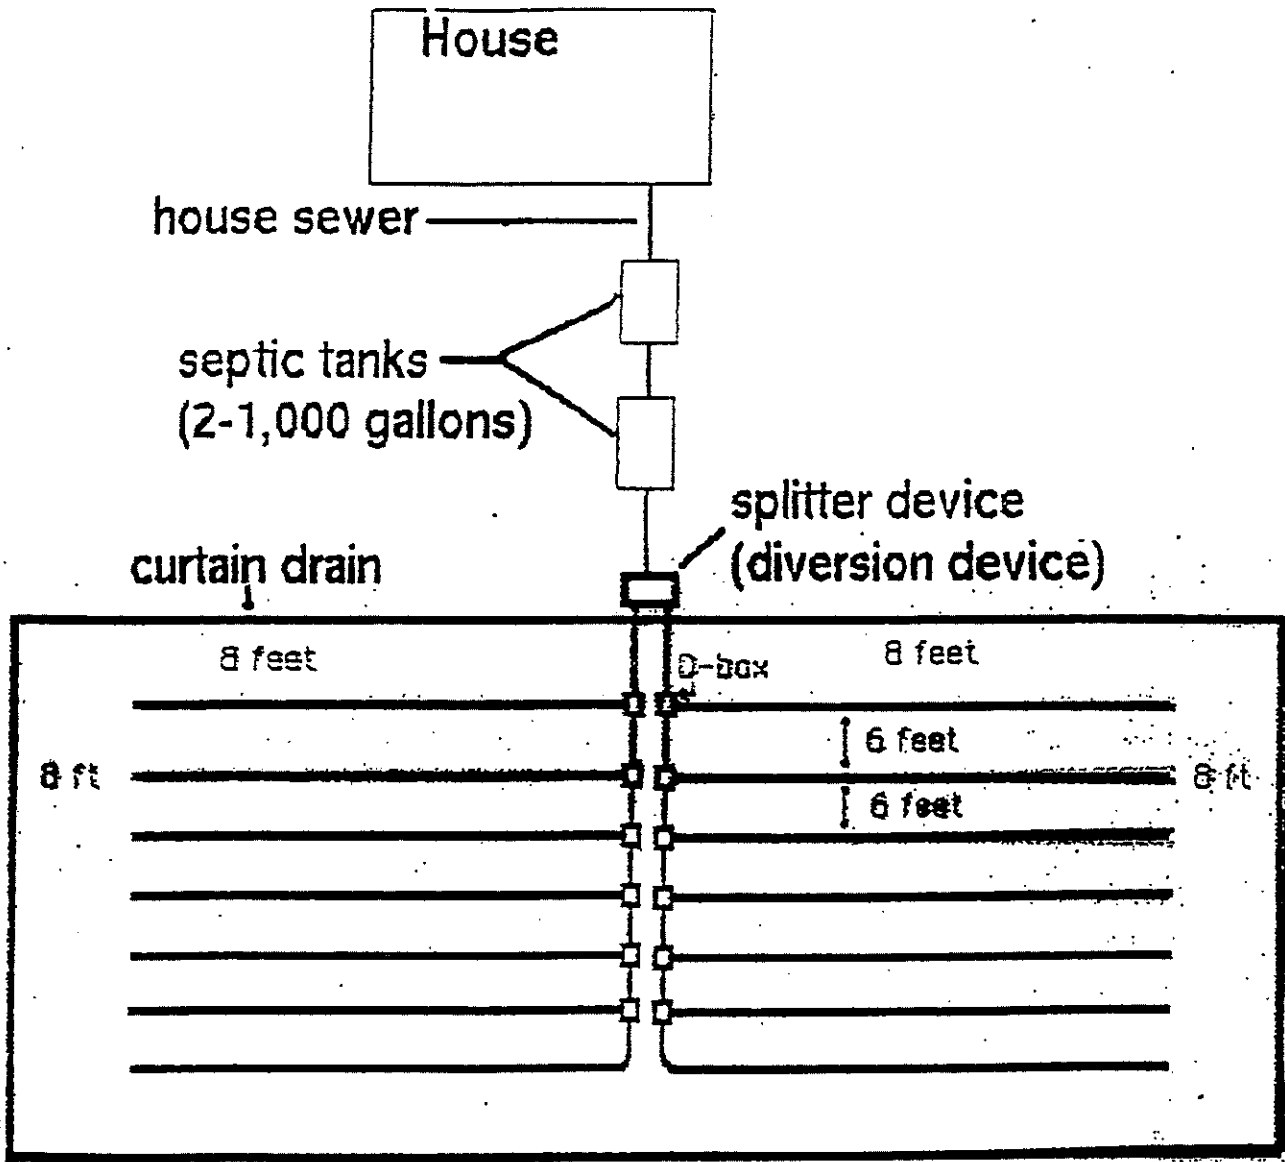 House
house sewer
septic tanks
(2-1,000 gallons)
splitter device
(diversion device)
curtain drain
8 feet
D-box
8 feet
6 feet
8 ft
8 ft
6 feet